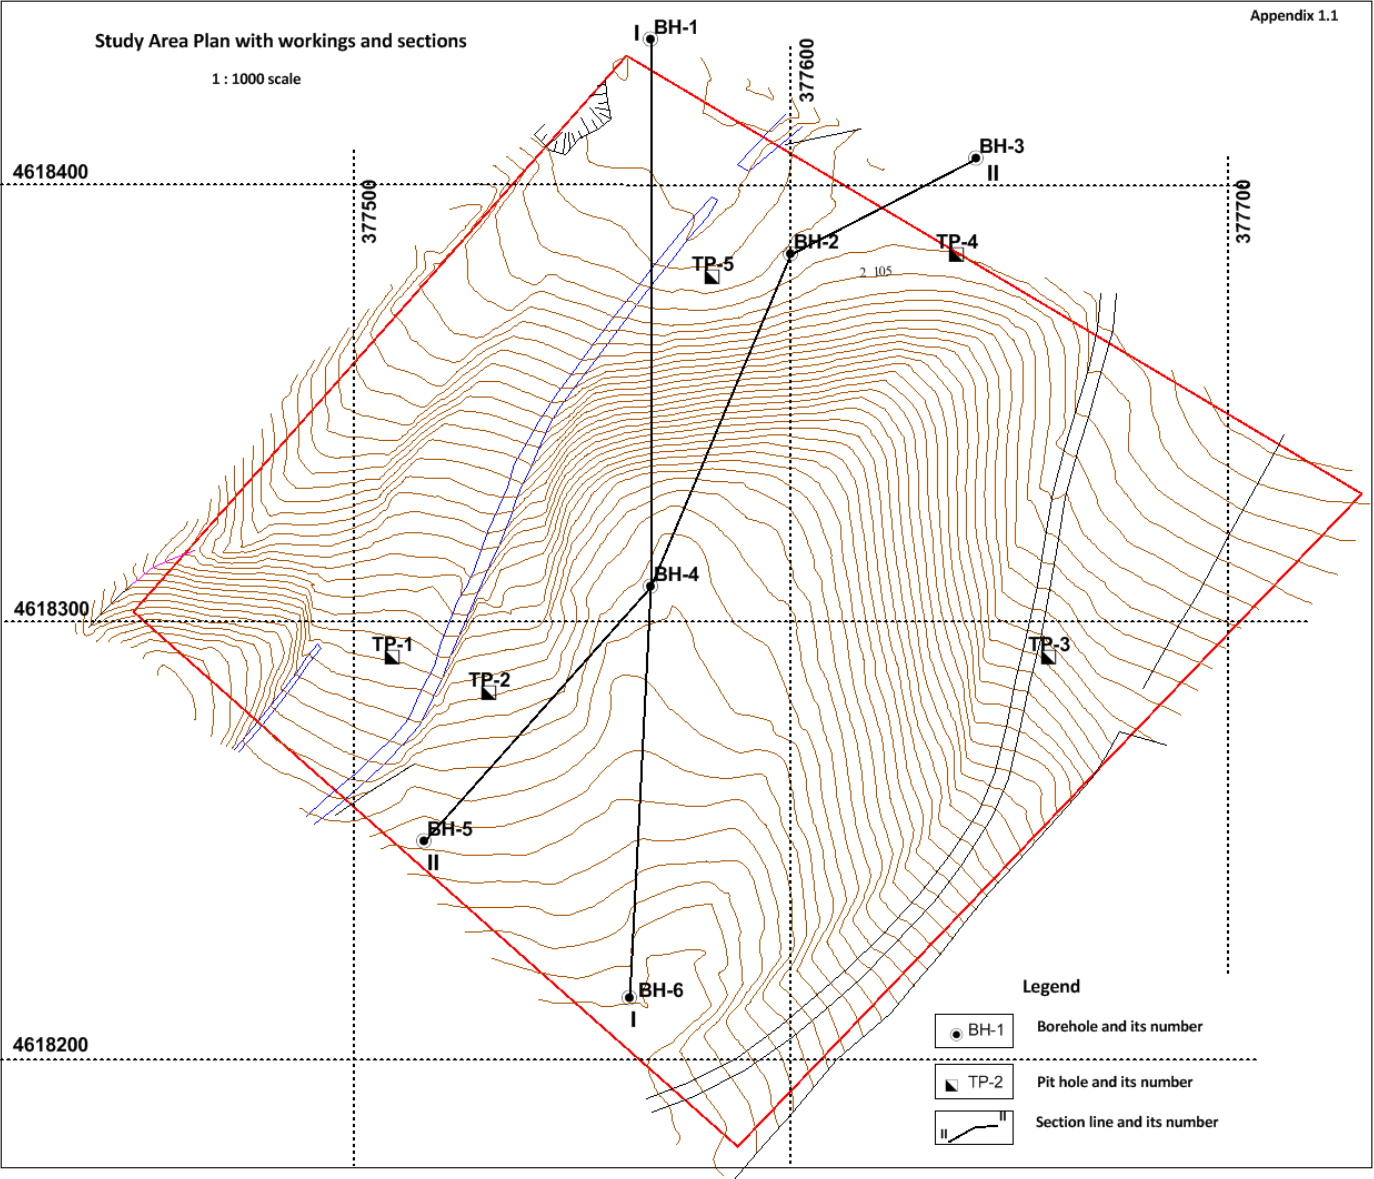 Appendix 1.1
Study Area Plan with workings and sections
1 : 1000 scale
I BH-1
377600
BH-3
II
4618400
377500
377700
BH-2
TP-4
TP-5
2 105
BH-4
4618300
TP-1
TP-3
TP-2
BH-5
II
BH-6
I
Legend
BH-1 Borehole and its number
4618200
TP-2 Pit hole and its number
II II Section line and its number